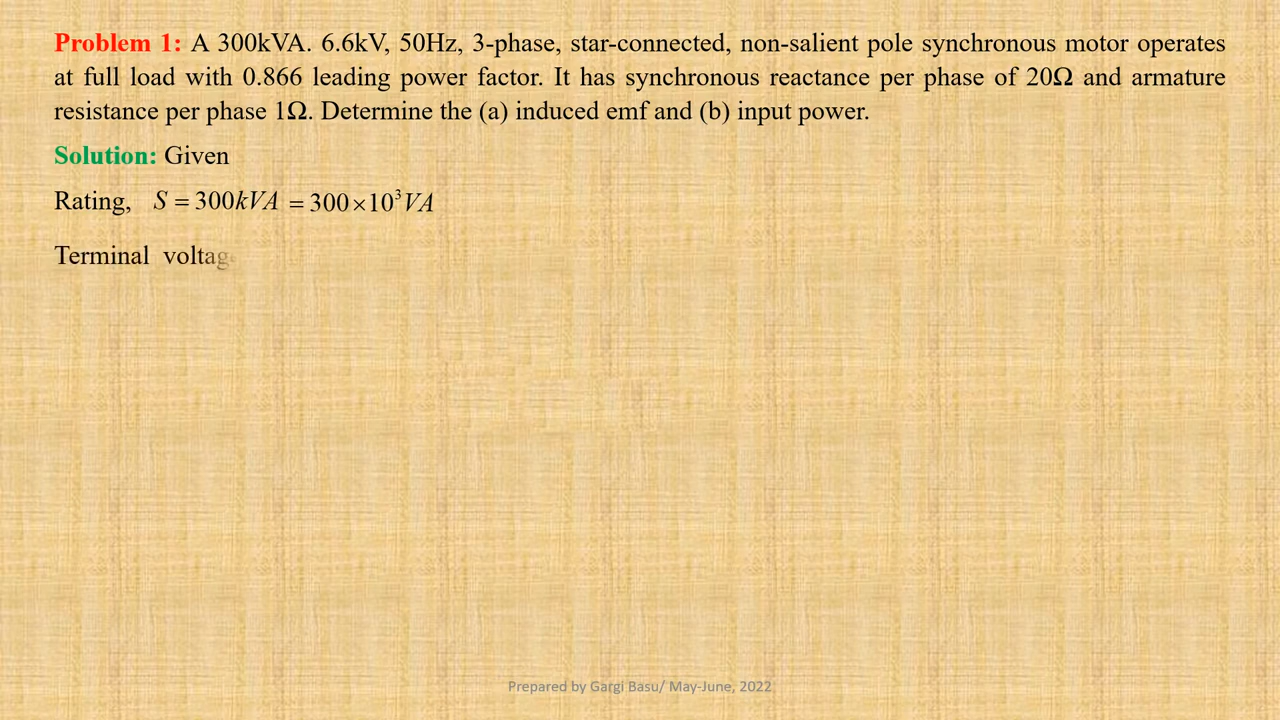 Problem 1: A 300kVA. 6.6kV, 50Hz, 3-phase, star-connected, non-salient pole synchronous motor operates
at full load with 0.866 leading power factor. It has synchronous reactance per phase of 20Ω and armature
resistance per phase 1Ω. Determine the (a) induced emf and (b) input power.
Solution: Given
Rating, S = 300kVA = 300×10³VA
Terminal voltag
Prepared by Gargi Basu/ May-June, 2022